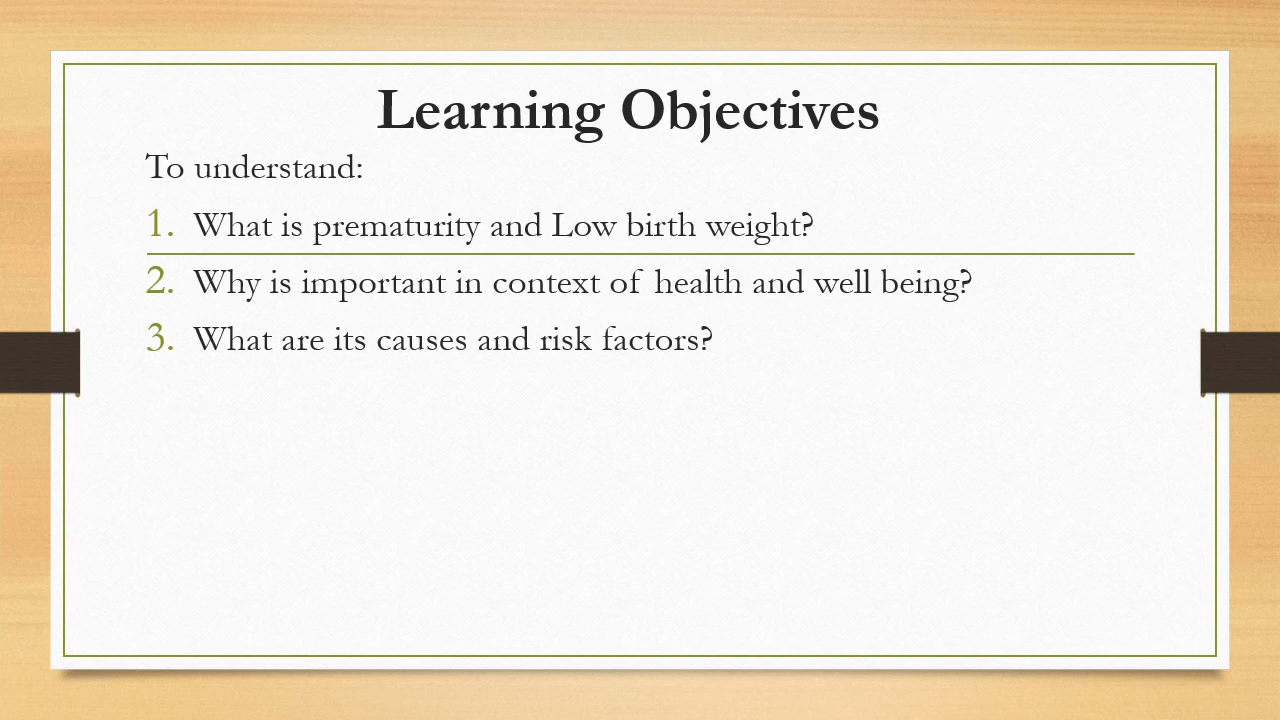 Learning Objectives
To understand:
1. What is prematurity and Low birth weight?
2. Why is important in context of health and well being?
3. What are its causes and risk factors?